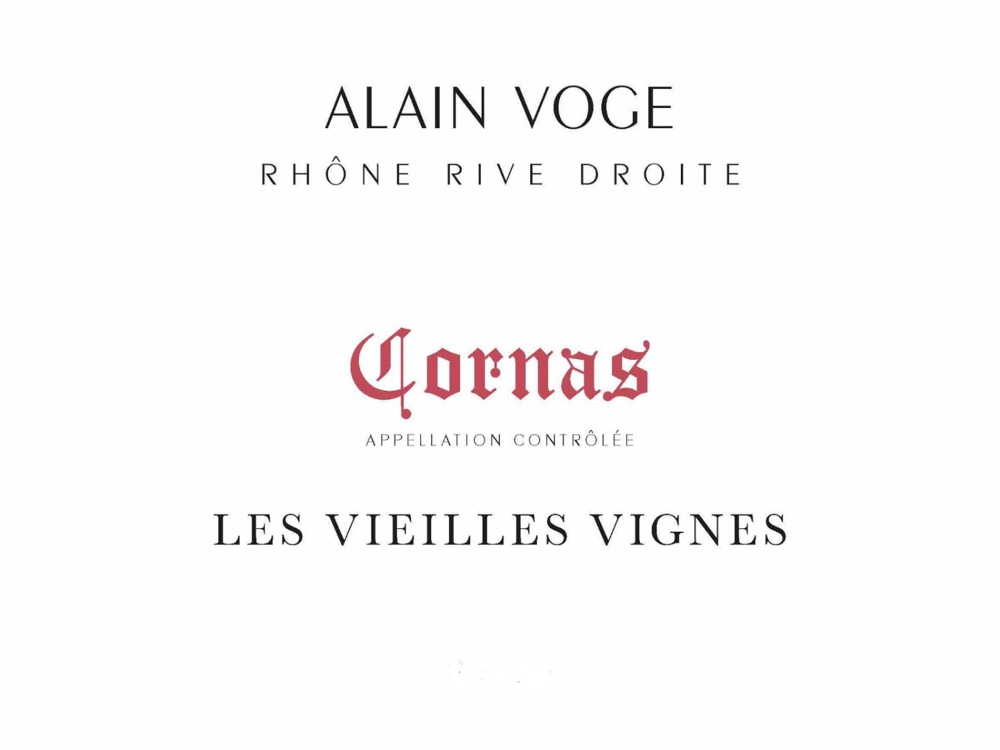 ALAIN VOGE
RHÔNE RIVE DROITE
Cornas
APPELLATION CONTRÔLÉE
LES VIEILLES VIGNES